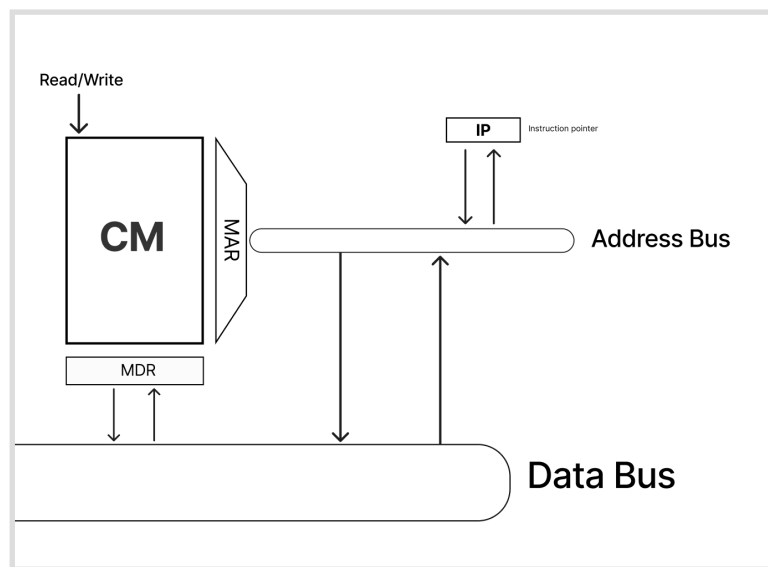 Read/Write
IP
Instruction pointer
CM
MAR
Address Bus
MDR
Data Bus